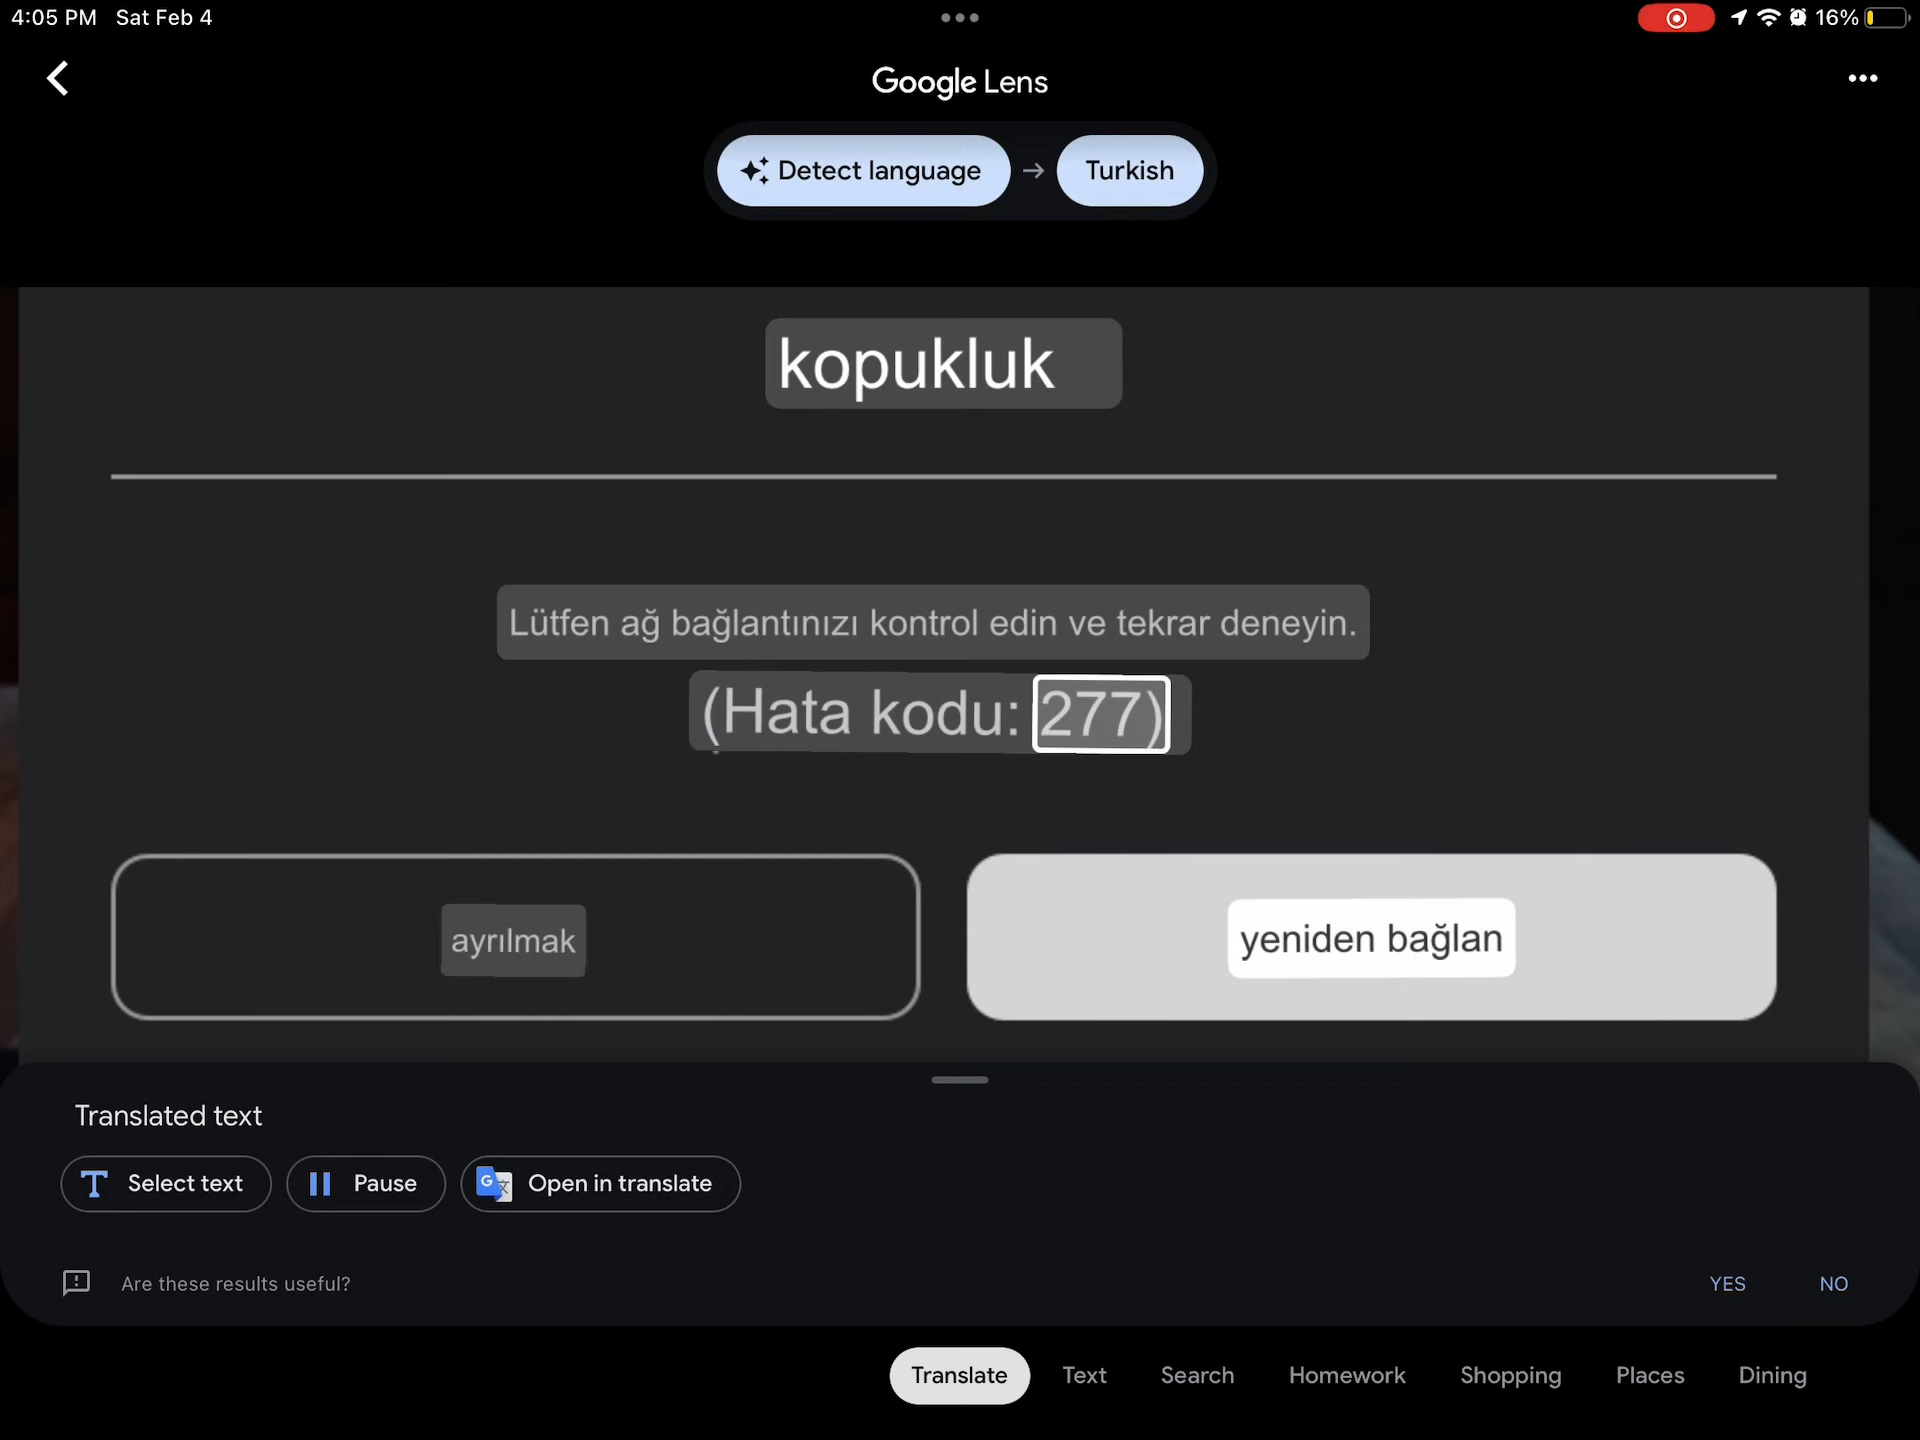 4:05 PM Sat Feb 4
16%
Google Lens
Detect language → Turkish
kopukluk
Lütfen ağ bağlantınızı kontrol edin ve tekrar deneyin.
(Hata kodu: 277)
ayrılmak
yeniden bağlan
Translated text
Select text
Pause
Open in translate
Are these results useful?
YES
NO
Translate
Text
Search
Homework
Shopping
Places
Dining